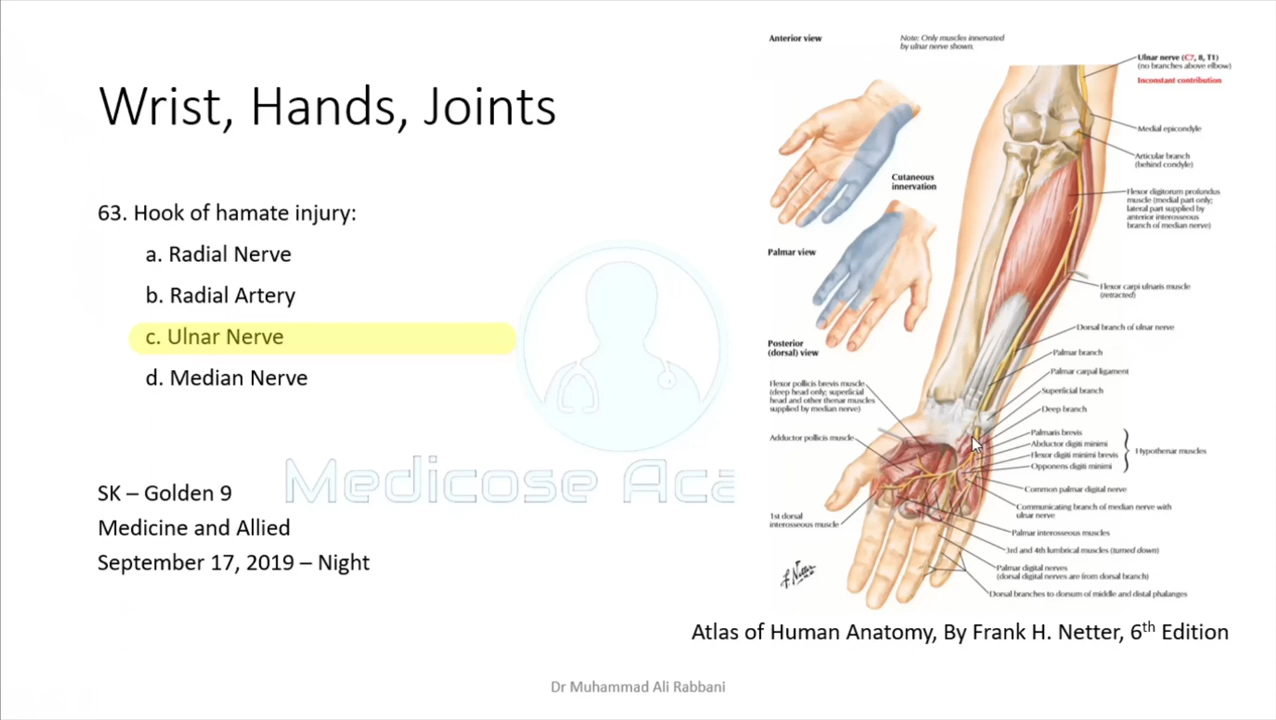 Wrist, Hands, Joints
63. Hook of hamate injury:
a. Radial Nerve
b. Radial Artery
c. Ulnar Nerve
d. Median Nerve
SK – Golden 9
Medicine and Allied
September 17, 2019 – Night
Medicose Aca
Anterior view
Note: Only muscles innervated
by ulnar nerve shown.
Ulnar nerve (C7, 8, T1)
(no branches above elbow)
Inconstant contribution
Medial epicondyle
Articular branch
(behind condyle)
Cutaneous
innervation
Flexor digitorum profundus
muscle (medial part only;
lateral part supplied by
anterior interosseous
branch of median nerve)
Palmar view
Flexor carpi ulnaris muscle
(retracted)
Dorsal branch of ulnar nerve
Posterior
(dorsal) view
Palmar branch
Palmar carpal ligament
Flexor pollicis brevis muscle
(deep head only; superficial
head and other thenar muscles
supplied by median nerve)
Superficial branch
Deep branch
Adductor pollicis muscle
Palmaris brevis
Abductor digiti minimi
Flexor digiti minimi brevis
Opponens digiti minimi
Hypothenar muscles
Common palmar digital nerve
Communicating branch of median nerve with
ulnar nerve
1st dorsal
interosseous muscle
Palmar interosseous muscles
3rd and 4th lumbrical muscles (turned down)
Palmar digital nerves
(dorsal digital nerves are from dorsal branch)
Dorsal branches to dorsum of middle and distal phalanges
F. Netter
Atlas of Human Anatomy, By Frank H. Netter, 6th Edition
Dr Muhammad Ali Rabbani